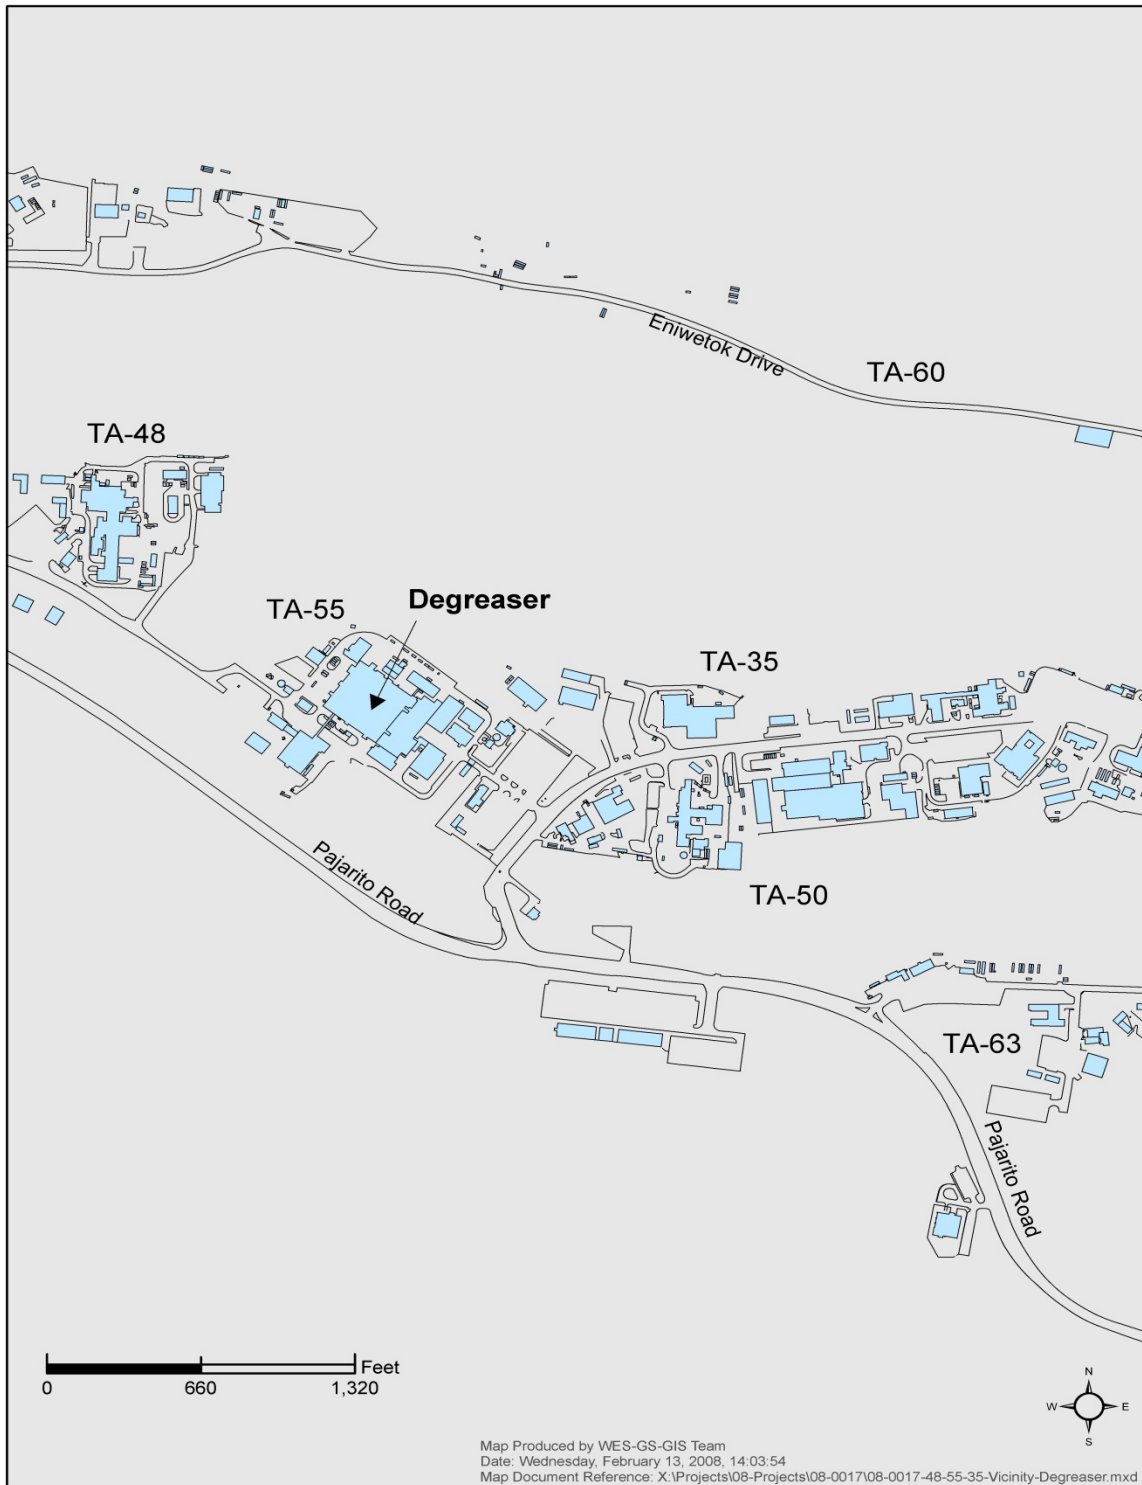 Eniwetok Drive
TA-60
TA-48
TA-55
Degreaser
TA-35
Pajarito Road
TA-50
TA-63
Pajarito Road
Feet
0 660 1,320
N
W E
S
Map Produced by WES-GS-GIS Team
Date: Wednesday, February 13, 2008, 14:03:54
Map Document Reference: X:\Projects\08-Projects\08-0017\08-0017-48-55-35-Vicinity-Degreaser.mxd